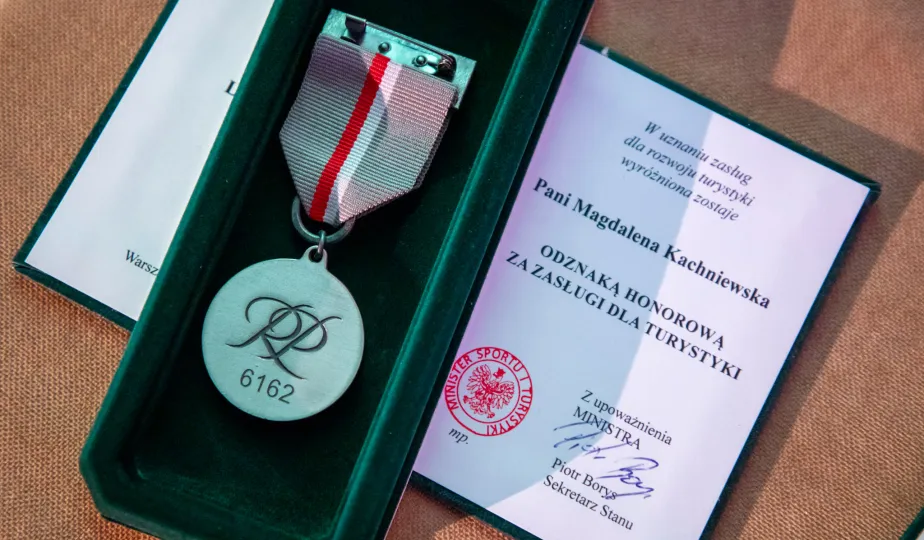 RP
6162
W uznaniu zasług
dla rozwoju turystyki
wyróżniona zostaje
Pani Magdalena Kachniewska
ODZNAKĄ HONOROWĄ
ZA ZASŁUGI DLA TURYSTYKI
MINISTER SPORTU I TURYSTYKI
mp.
Z upoważnienia
MINISTRA
Piotr Borys
Sekretarz Stanu